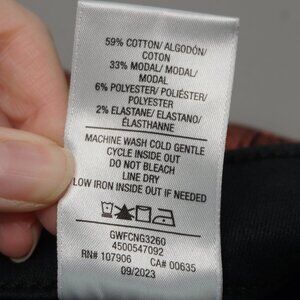 59% COTTON/ ALGODÓN/
COTON
33% MODAL/ MODAL/
MODAL
6% POLYESTER/ POLIÉSTER/
POLYESTER
2% ELASTANE/ ELASTANO/
ÉLASTHANNE
MACHINE WASH COLD GENTLE
CYCLE INSIDE OUT
DO NOT BLEACH
LINE DRY
LOW IRON INSIDE OUT IF NEEDED
GWFCNG3260
4500547092
RN# 107906 CA# 00635
09/2023